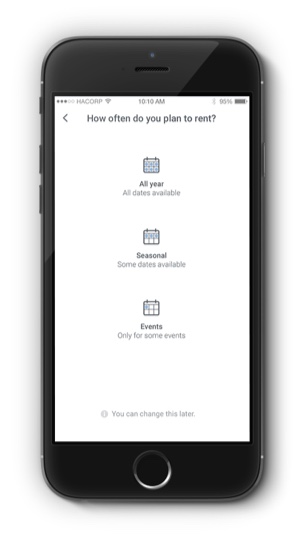 HACORP 10:10 AM 95%
How often do you plan to rent?
All year
All dates available
Seasonal
Some dates available
Events
Only for some events
You can change this later.